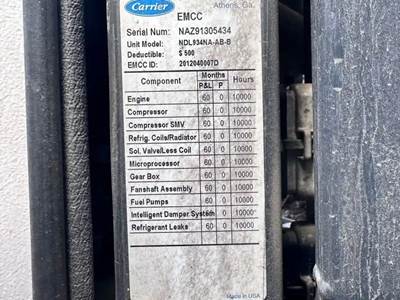 Carrier
Athens, Ga.
EMCC
Serial Num: NAZ91305434
Unit Model: NDL934NA-AB-B
Deductible: $ 500
EMCC ID: 2012040007D
Months
Component P&L P Hours
Engine 60 0 10000
Compressor 60 0 10000
Compressor SMV 60 0 10000
Refrig. Coils/Radiator 60 0 10000
Sol. Valve/Less Coil 60 0 10000
Microprocessor 60 0 10000
Gear Box 60 0 10000
Fanshaft Assembly 60 0 10000
Fuel Pumps 60 0 10000
Intelligent Damper System 60 0 10000
Refrigerant Leaks 60 0 10000
Made in USA